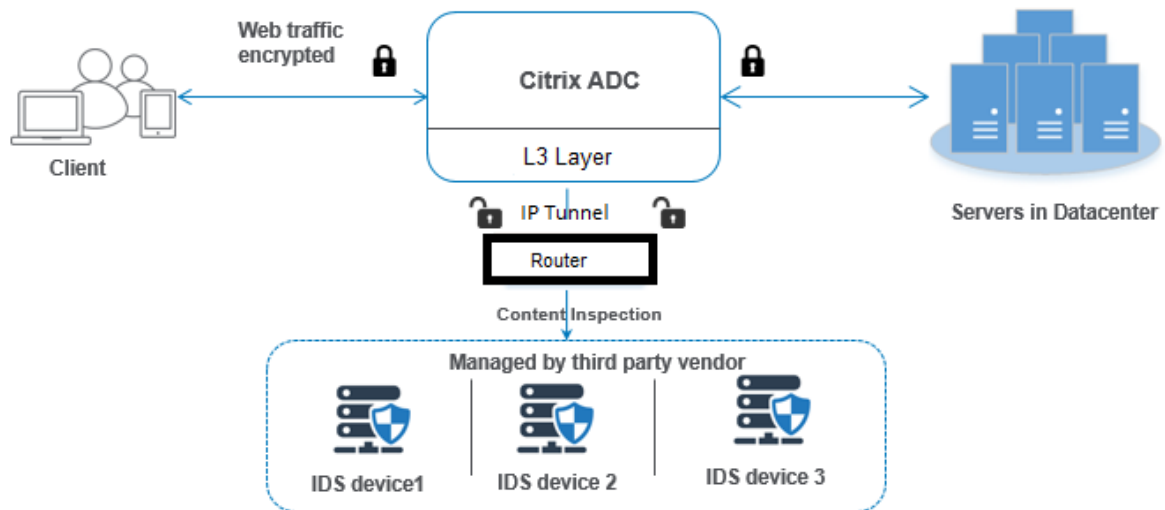 Web traffic
encrypted
Citrix ADC
L3 Layer
Client
Servers in Datacenter
IP Tunnel
Router
Content Inspection
Managed by third party vendor
IDS device1
IDS device 2
IDS device 3